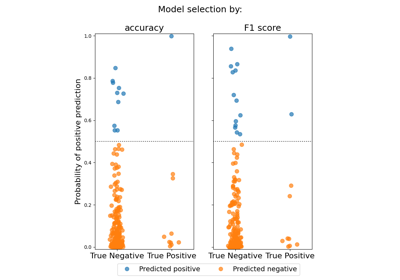 Model selection by:
accuracy
F1 score
Probability of positive prediction
1.0
0.8
0.6
0.4
0.2
0.0
True Negative True Positive
True Negative True Positive
Predicted positive Predicted negative